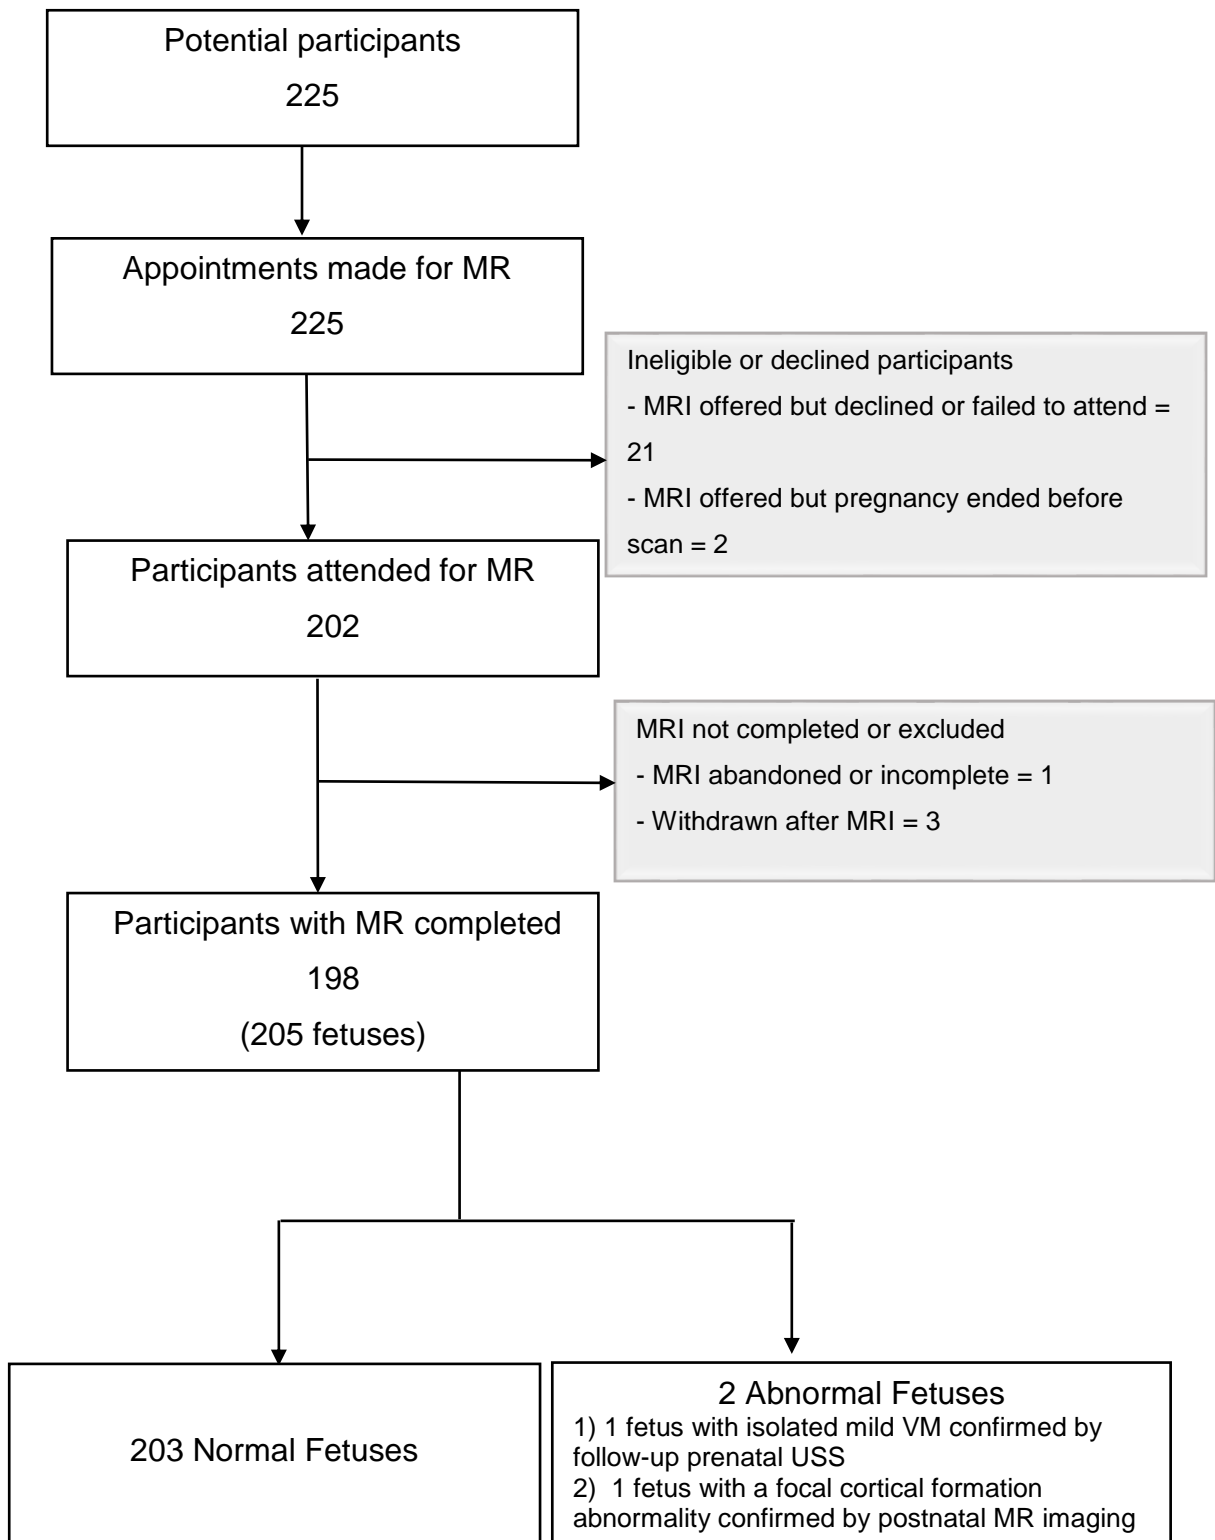 Potential participants
225
Appointments made for MR
225
Ineligible or declined participants
- MRI offered but declined or failed to attend =
21
- MRI offered but pregnancy ended before
scan = 2
Participants attended for MR
202
MRI not completed or excluded
- MRI abandoned or incomplete = 1
- Withdrawn after MRI = 3
Participants with MR completed
198
(205 fetuses)
203 Normal Fetuses
2 Abnormal Fetuses
1) 1 fetus with isolated mild VM confirmed by
follow-up prenatal USS
2) 1 fetus with a focal cortical formation
abnormality confirmed by postnatal MR imaging